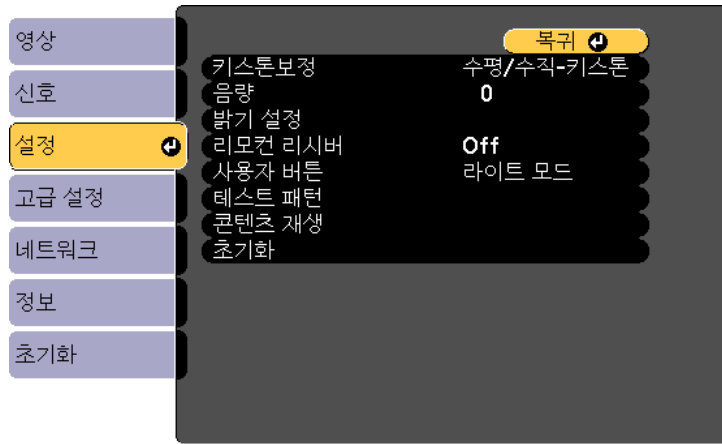 영상
신호
설정
고급 설정
네트워크
정보
초기화
복귀
키스톤보정 수평/수직-키스톤
음량 0
밝기 설정
리모컨 리시버 Off
사용자 버튼 라이트 모드
테스트 패턴
콘텐츠 재생
초기화